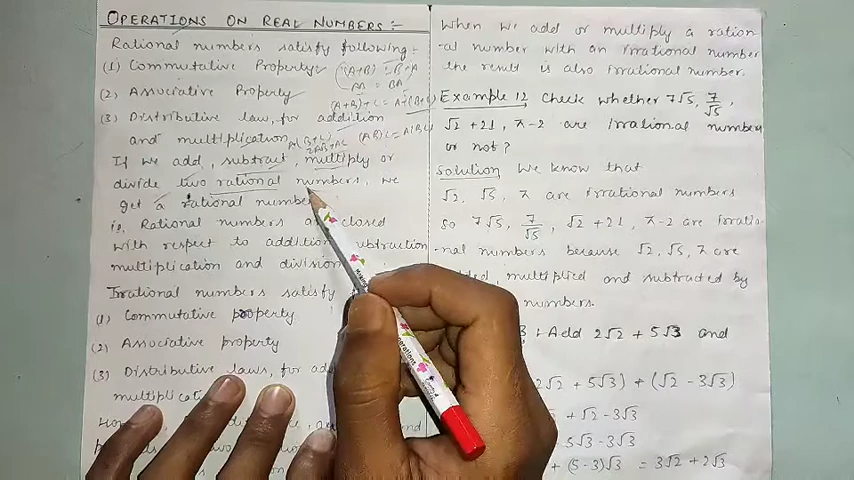 OPERATIONS ON REAL NUMBERS :-
Rational numbers satisfy following :-
(1) Commutative Property
(A+B) = B+A
AB = BA
(2) Associative Property
(A+B)+C = A+(B+C)
(3) Distributive law, for addition
and multiplication
If we add, subtract, multiply or
divide two rational numbers, we
get a rational number
ie, Rational numbers closed
with respect to addition
multiplication and division
Irrational numbers satisfy
(1) Commutative property
(2) Associative property
(3) Distributive laws, for
When we add or multiply a ration
-al number with an irrational number
the result is also irrational number.
Example 12, Check whether 7√5, 7/√5,
√2 + 21, π-2 are irrational numbers
or not?
Solution We know that
√2, √5, π are irrational numbers
so 7√5, 7/√5, √2 + 21, π-2 are irratio
-nal numbers because √2, √5, π are
multiplied and subtracted by
numbers.
Add 2√2 + 5√3 and
2√2 + 5√3) + (√2 - 3√3)
+ √2 - 3√3
5√3 - 3√3
+ (5-3)√3 = 3√2 + 2√3